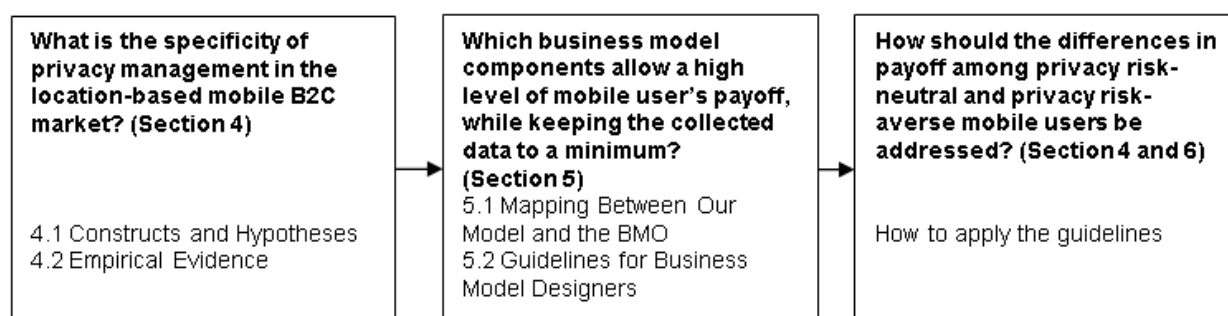 What is the specificity of
privacy management in the
location-based mobile B2C
market? (Section 4)
4.1 Constructs and Hypotheses
4.2 Empirical Evidence
Which business model
components allow a high
level of mobile user's payoff,
while keeping the collected
data to a minimum?
(Section 5)
5.1 Mapping Between Our
Model and the BMO
5.2 Guidelines for Business
Model Designers
How should the differences in
payoff among privacy risk-
neutral and privacy risk-
averse mobile users be
addressed? (Section 4 and 6)
How to apply the guidelines